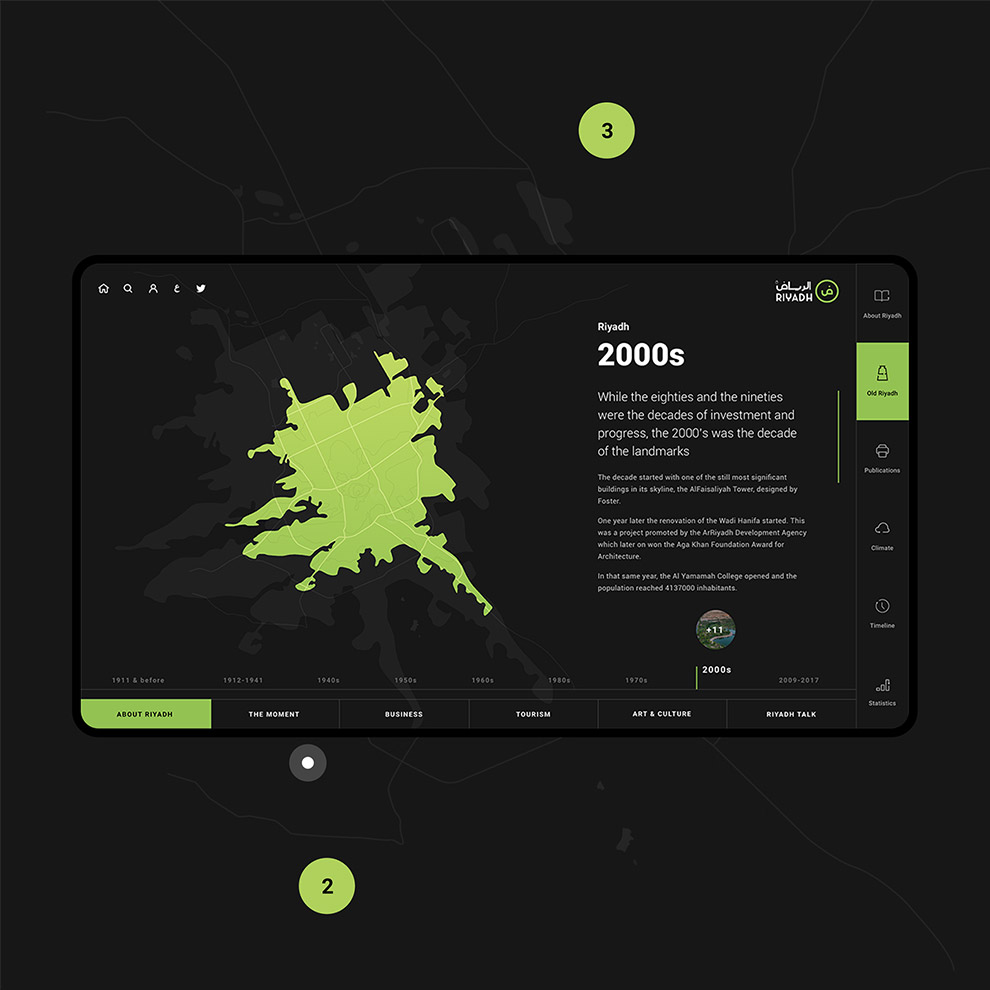 3
ع
الرياض
RIYADH
ض
Riyadh
2000s
While the eighties and the nineties
were the decades of investment and
progress, the 2000's was the decade
of the landmarks
The decade started with one of the still most significant
buildings in its skyline, the AlFaisaliyah Tower, designed by
Foster.
One year later the renovation of the Wadi Hanifa started. This
was a project promoted by the ArRiyadh Development Agency
which later on won the Aga Khan Foundation Award for
Architecture.
In that same year, the Al Yamamah College opened and the
population reached 4137000 inhabitants.
+11
About Riyadh
Old Riyadh
Publications
Climate
Timeline
Statistics
1911 & before
1912-1941
1940s
1950s
1960s
1980s
1970s
2000s
2009-2017
ABOUT RIYADH
THE MOMENT
BUSINESS
TOURISM
ART & CULTURE
RIYADH TALK
2